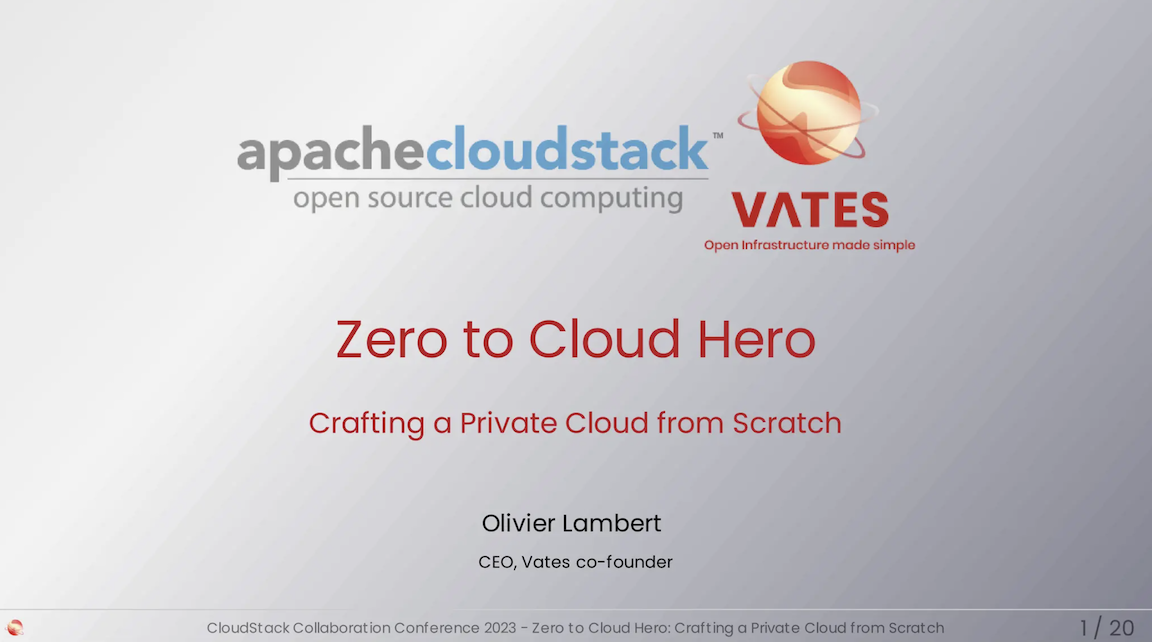 apachecloudstack™
open source cloud computing
VATES
Open Infrastructure made simple
Zero to Cloud Hero
Crafting a Private Cloud from Scratch
Olivier Lambert
CEO, Vates co-founder
CloudStack Collaboration Conference 2023 - Zero to Cloud Hero: Crafting a Private Cloud from Scratch
1 / 20